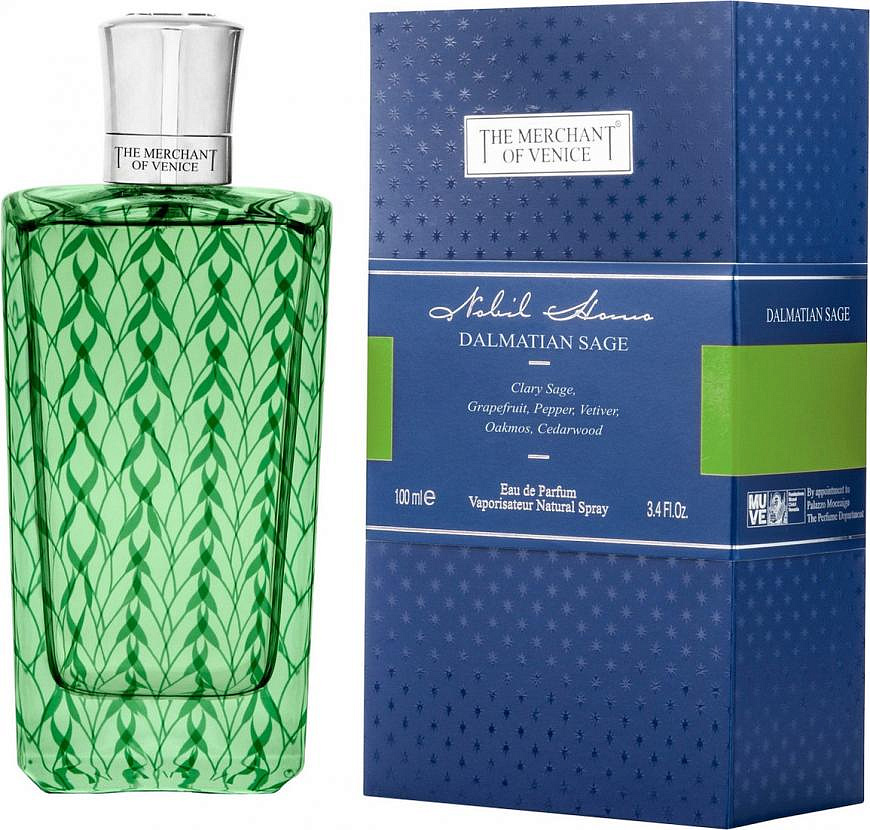 THE MERCHANT
OF VENICE
THE MERCHANT®
OF VENICE
Nobil Homo
DALMATIAN SAGE
Clary Sage,
Grapefruit, Pepper, Vetiver,
Oakmos, Cedarwood
100 ml e
Eau de Parfum
Vaporisateur Natural Spray
3.4 Fl.Oz.
DALMATIAN SAGE
MU
VE
By appointment to
Palazzo Mocenigo
The Perfume Department